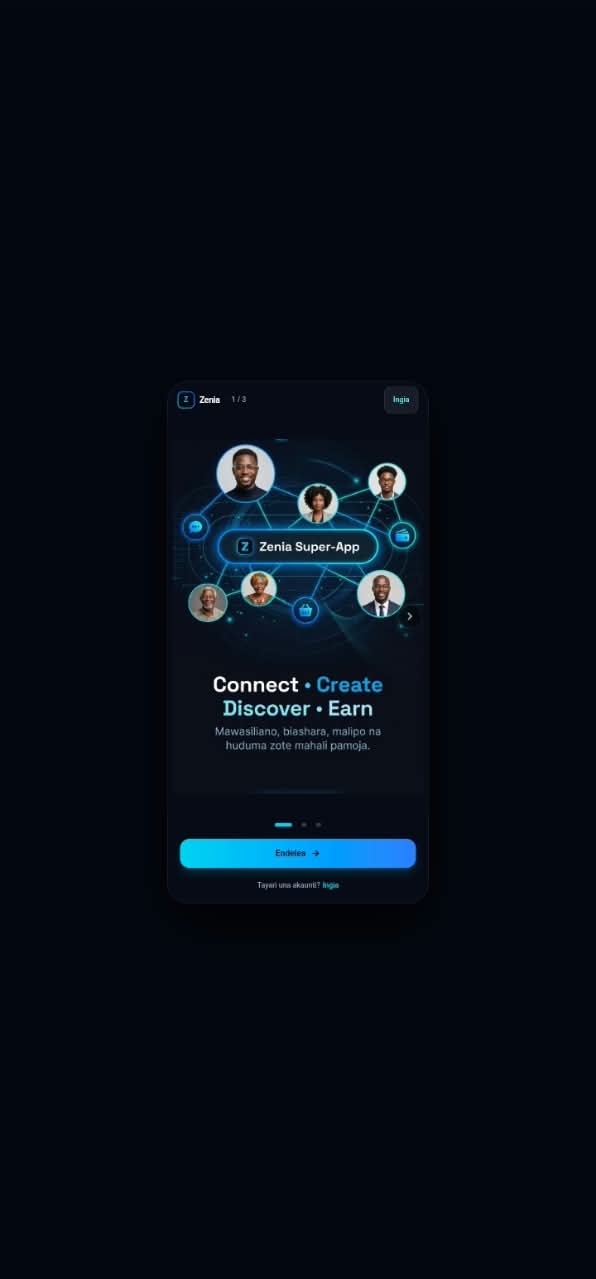 Z Zenia 1 / 3 Ingia
Z Zenia Super-App
Connect • Create
Discover • Earn
Mawasiliano, biashara, malipo na
huduma zote mahali pamoja.
Endelea →
Tayari una akaunti? Ingia